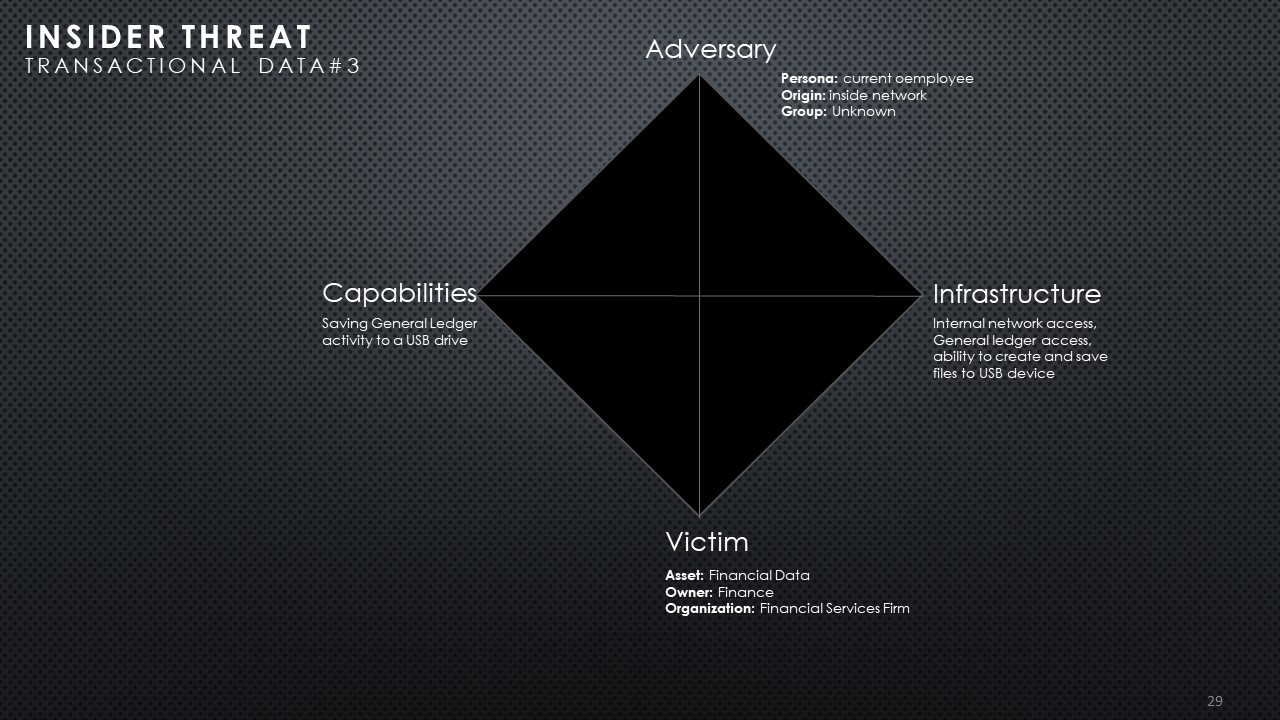 INSIDER THREAT
TRANSACTIONAL DATA#3
Adversary
Persona: current oemployee
Origin: inside network
Group: Unknown
Capabilities
Saving General Ledger
activity to a USB drive
Infrastructure
Internal network access,
General ledger access,
ability to create and save
files to USB device
Victim
Asset: Financial Data
Owner: Finance
Organization: Financial Services Firm
29